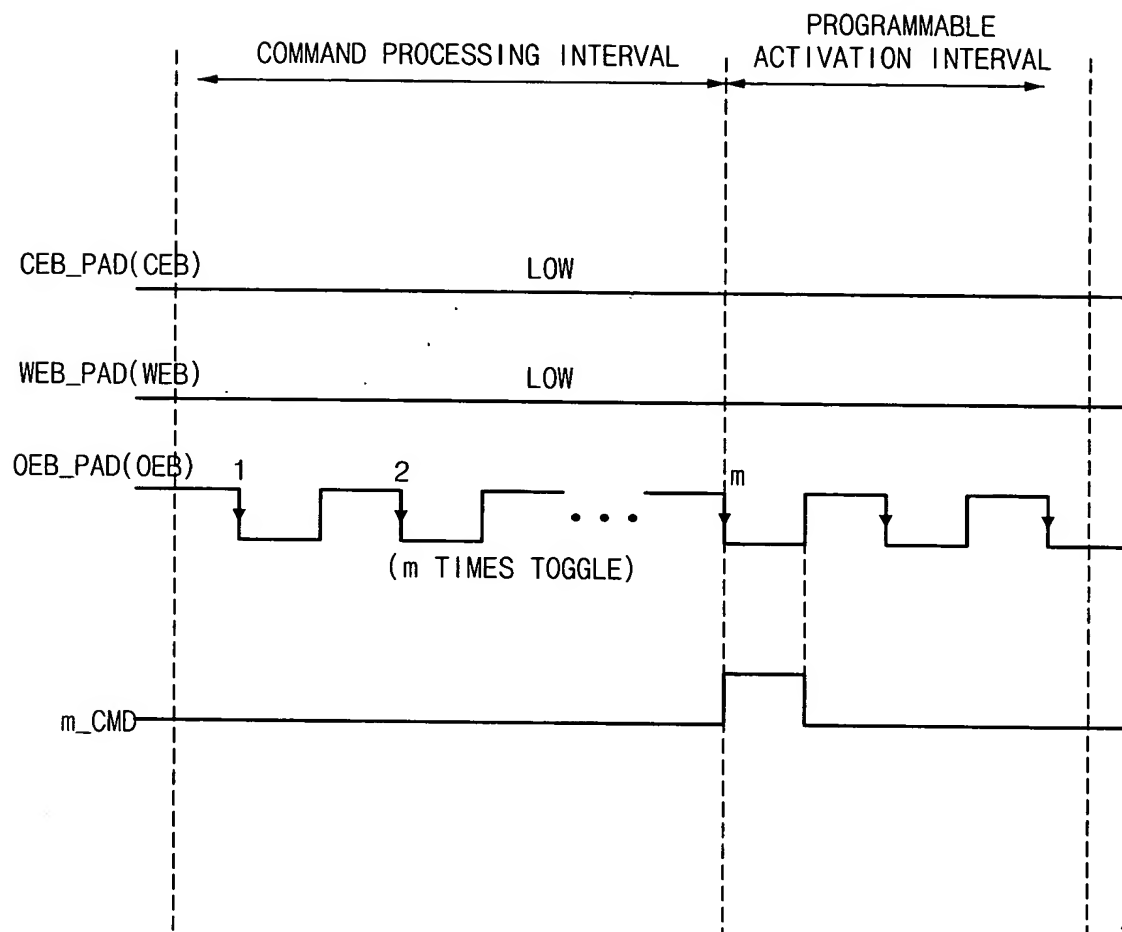 PROGRAMMABLE
COMMAND PROCESSING INTERVAL
ACTIVATION INTERVAL
CEB_PAD(CEB)
LOW
WEB_PAD(WEB)
LOW
OEB_PAD(OEB)
1
2
m
(m TIMES TOGGLE)
m_CMD